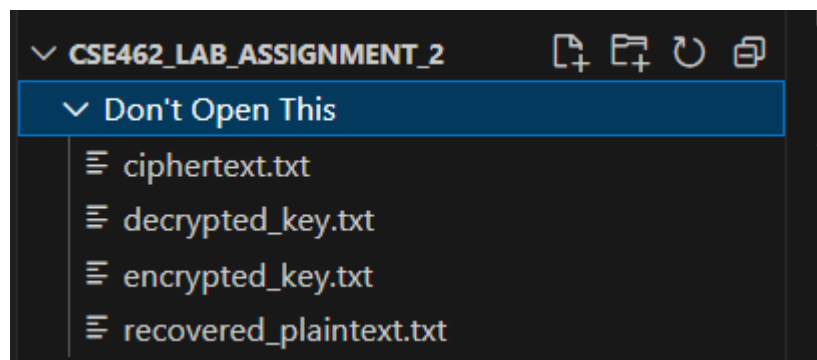 CSE462_LAB_ASSIGNMENT_2
Don't Open This
ciphertext.txt
decrypted_key.txt
encrypted_key.txt
recovered_plaintext.txt